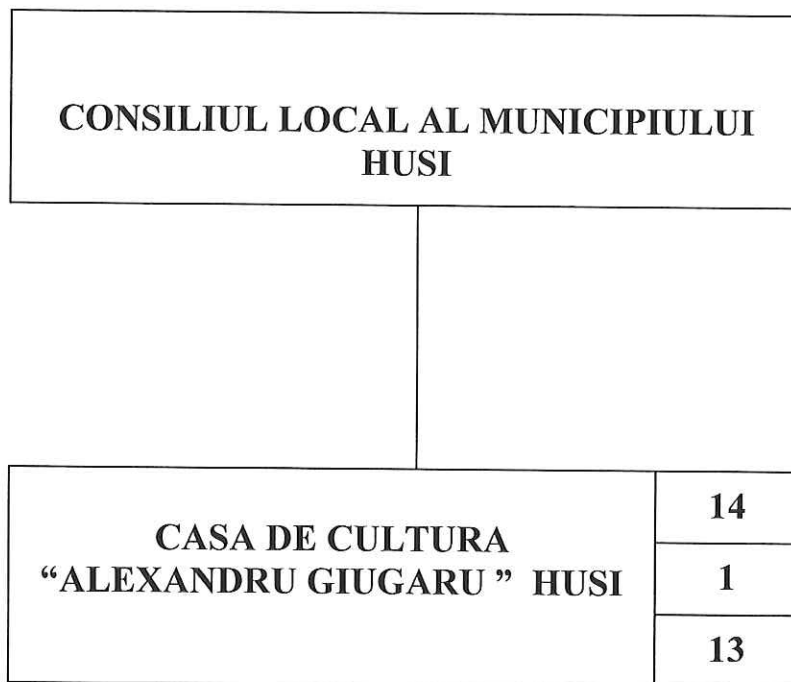 CONSILIUL LOCAL AL MUNICIPIULUI
HUSI
CASA DE CULTURA
“ALEXANDRU GIUGARU ” HUSI
14
1
13